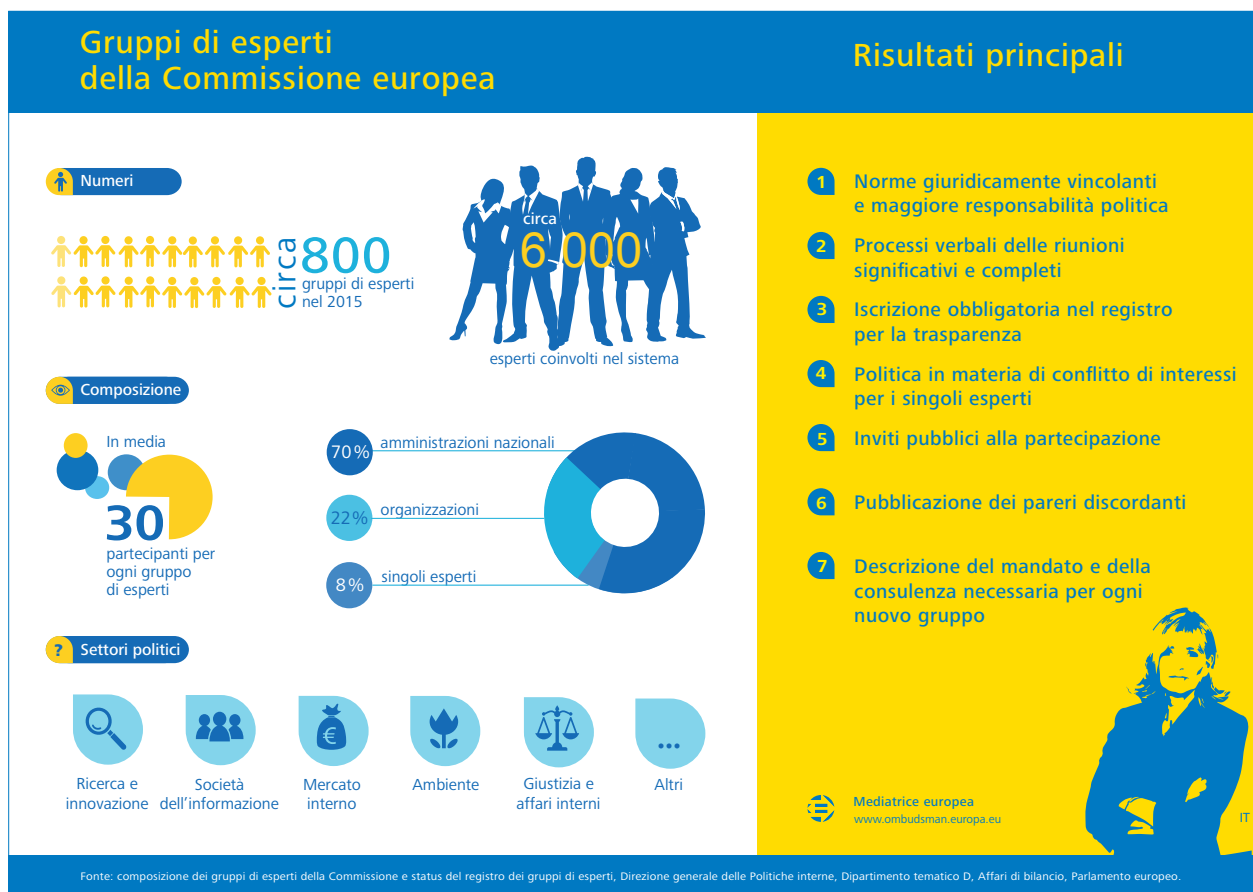 Gruppi di esperti
della Commissione europea
Risultati principali
Numeri
circa
800
gruppi di esperti
nel 2015
circa
6 000
esperti coinvolti nel sistema
Composizione
In media
30
partecipanti per
ogni gruppo
di esperti
70%
amministrazioni nazionali
22%
organizzazioni
8%
singoli esperti
? Settori politici
€
Ricerca e
innovazione
Società
dell’informazione
Mercato
interno
Ambiente
Giustizia e
affari interni
...
Altri
1 Norme giuridicamente vincolanti
e maggiore responsabilità politica
2 Processi verbali delle riunioni
significativi e completi
3 Iscrizione obbligatoria nel registro
per la trasparenza
4 Politica in materia di conflitto di interessi
per i singoli esperti
5 Inviti pubblici alla partecipazione
6 Pubblicazione dei pareri discordanti
7 Descrizione del mandato e della
consulenza necessaria per ogni
nuovo gruppo
Mediatrice europea
www.ombudsman.europa.eu
IT
Fonte: composizione dei gruppi di esperti della Commissione e status del registro dei gruppi di esperti, Direzione generale delle Politiche interne, Dipartimento tematico D, Affari di bilancio, Parlamento europeo.